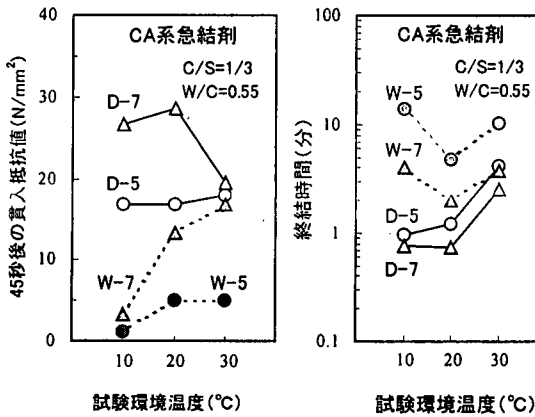 CA系急結剤
C/S=1/3
W/C=0.55
D-7
D-5
W-7
W-5
40
30
20
10
0
45秒後の貫入抵抗値(N/mm²)
10 20 30
試験環境温度(℃)
CA系急結剤
C/S=1/3
W/C=0.55
W-5
W-7
D-5
D-7
100
10
1
0.1
終結時間(分)
10 20 30
試験環境温度(℃)